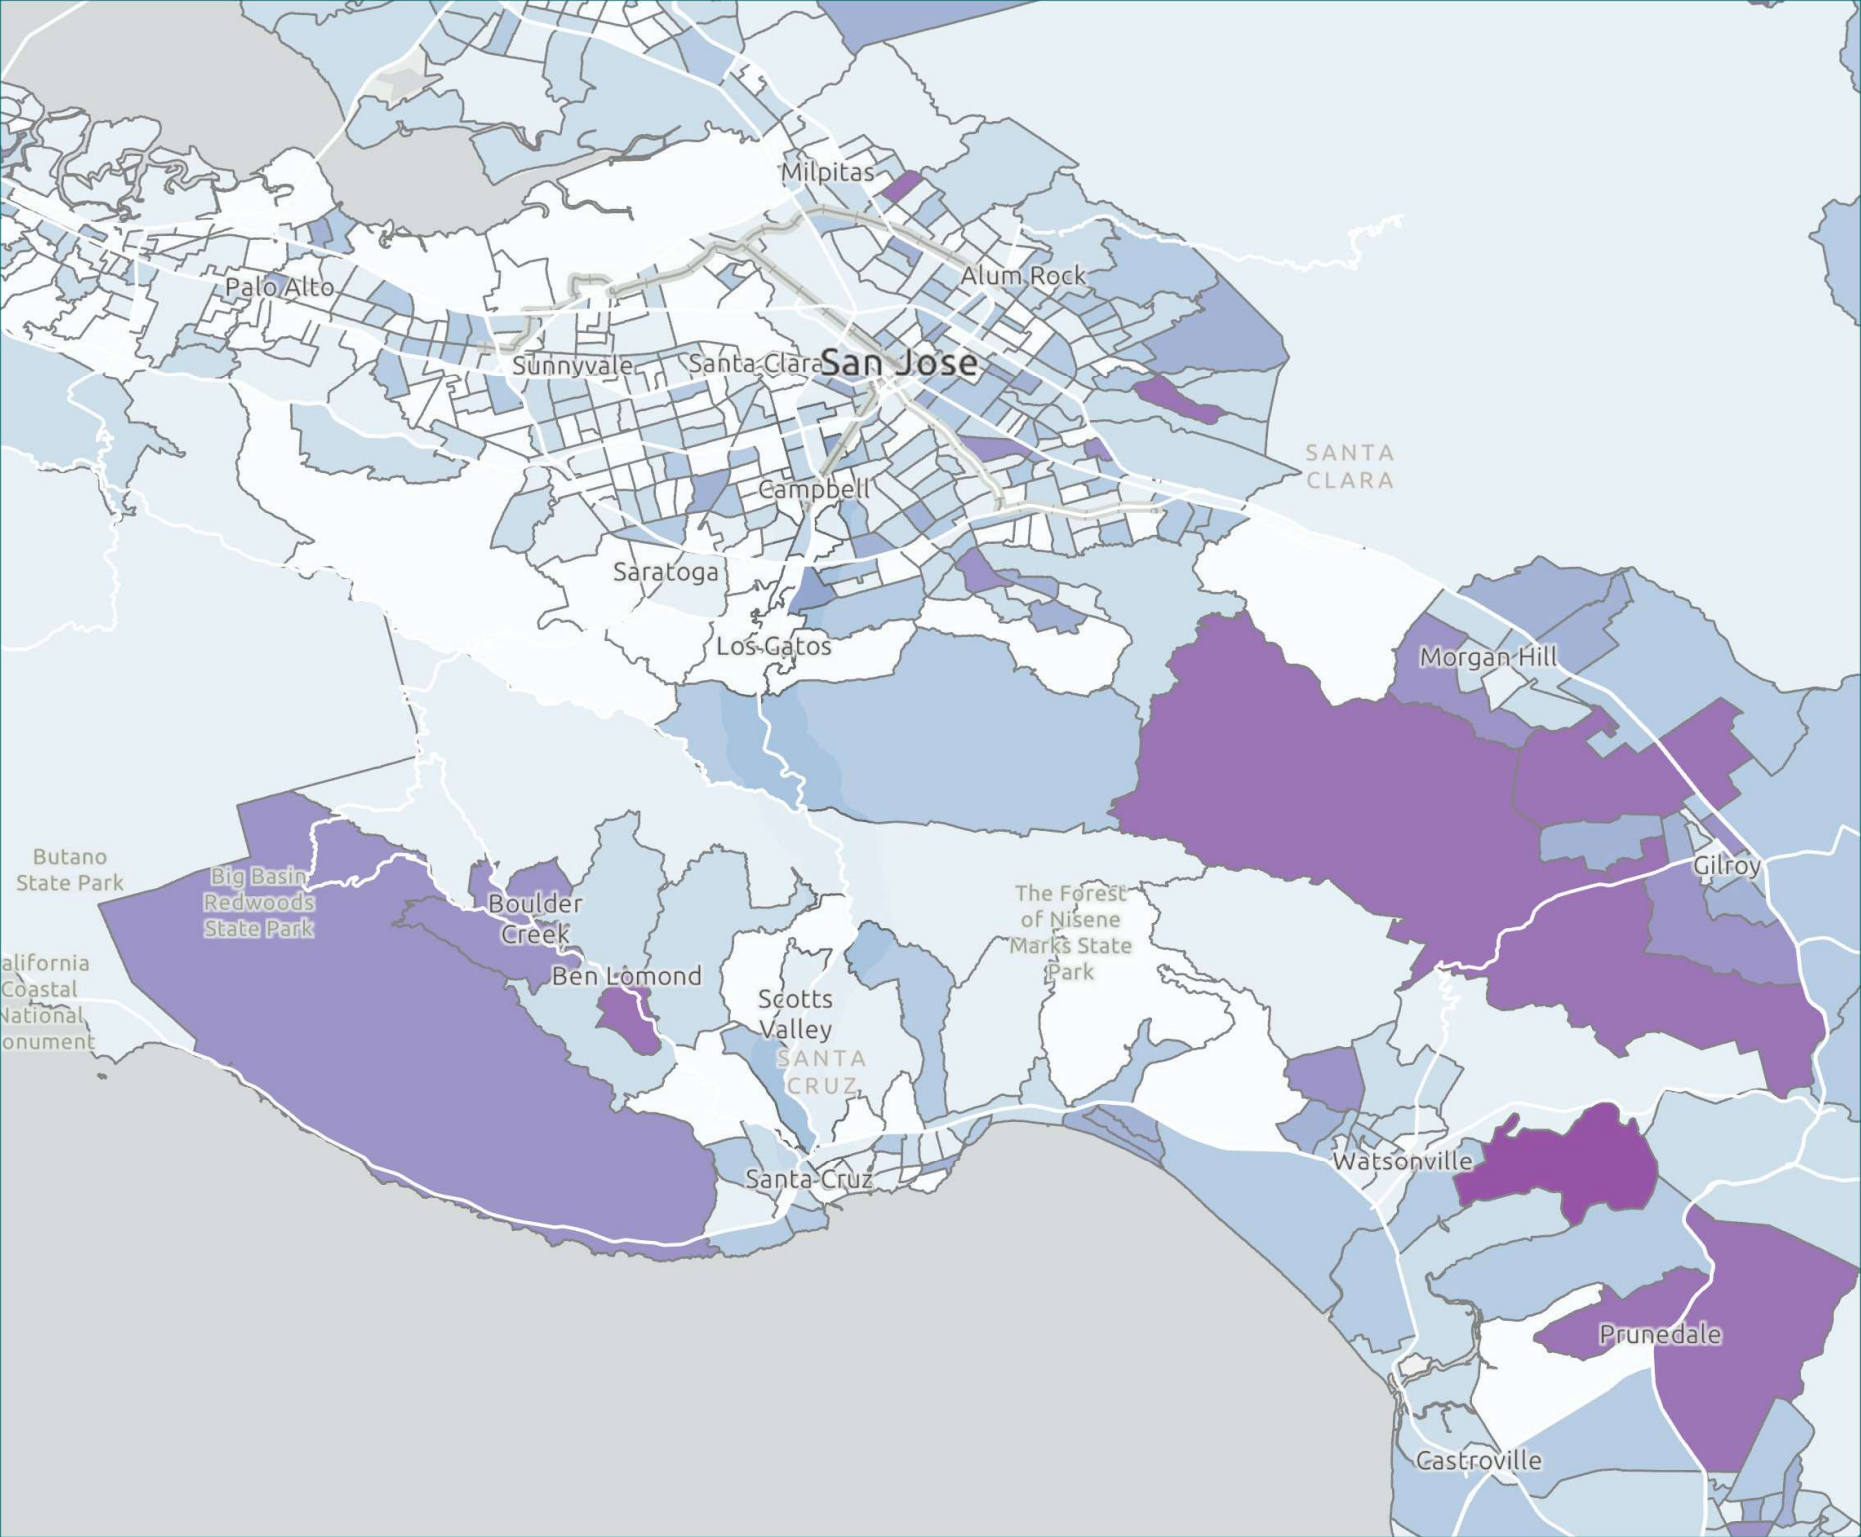 Milpitas
Alum Rock
Palo Alto
Sunnyvale
Santa Clara
San Jose
SANTA
CLARA
Campbell
Saratoga
Los Gatos
Morgan Hill
Butano
State Park
Big Basin
Redwoods
State Park
Boulder
Creek
The Forest
of Nisene
Marks State
Park
Gilroy
alifornia
Coastal
National
onument
Ben Lomond
Scotts
Valley
SANTA
CRUZ
Watsonville
Santa Cruz
Prunedale
Castroville